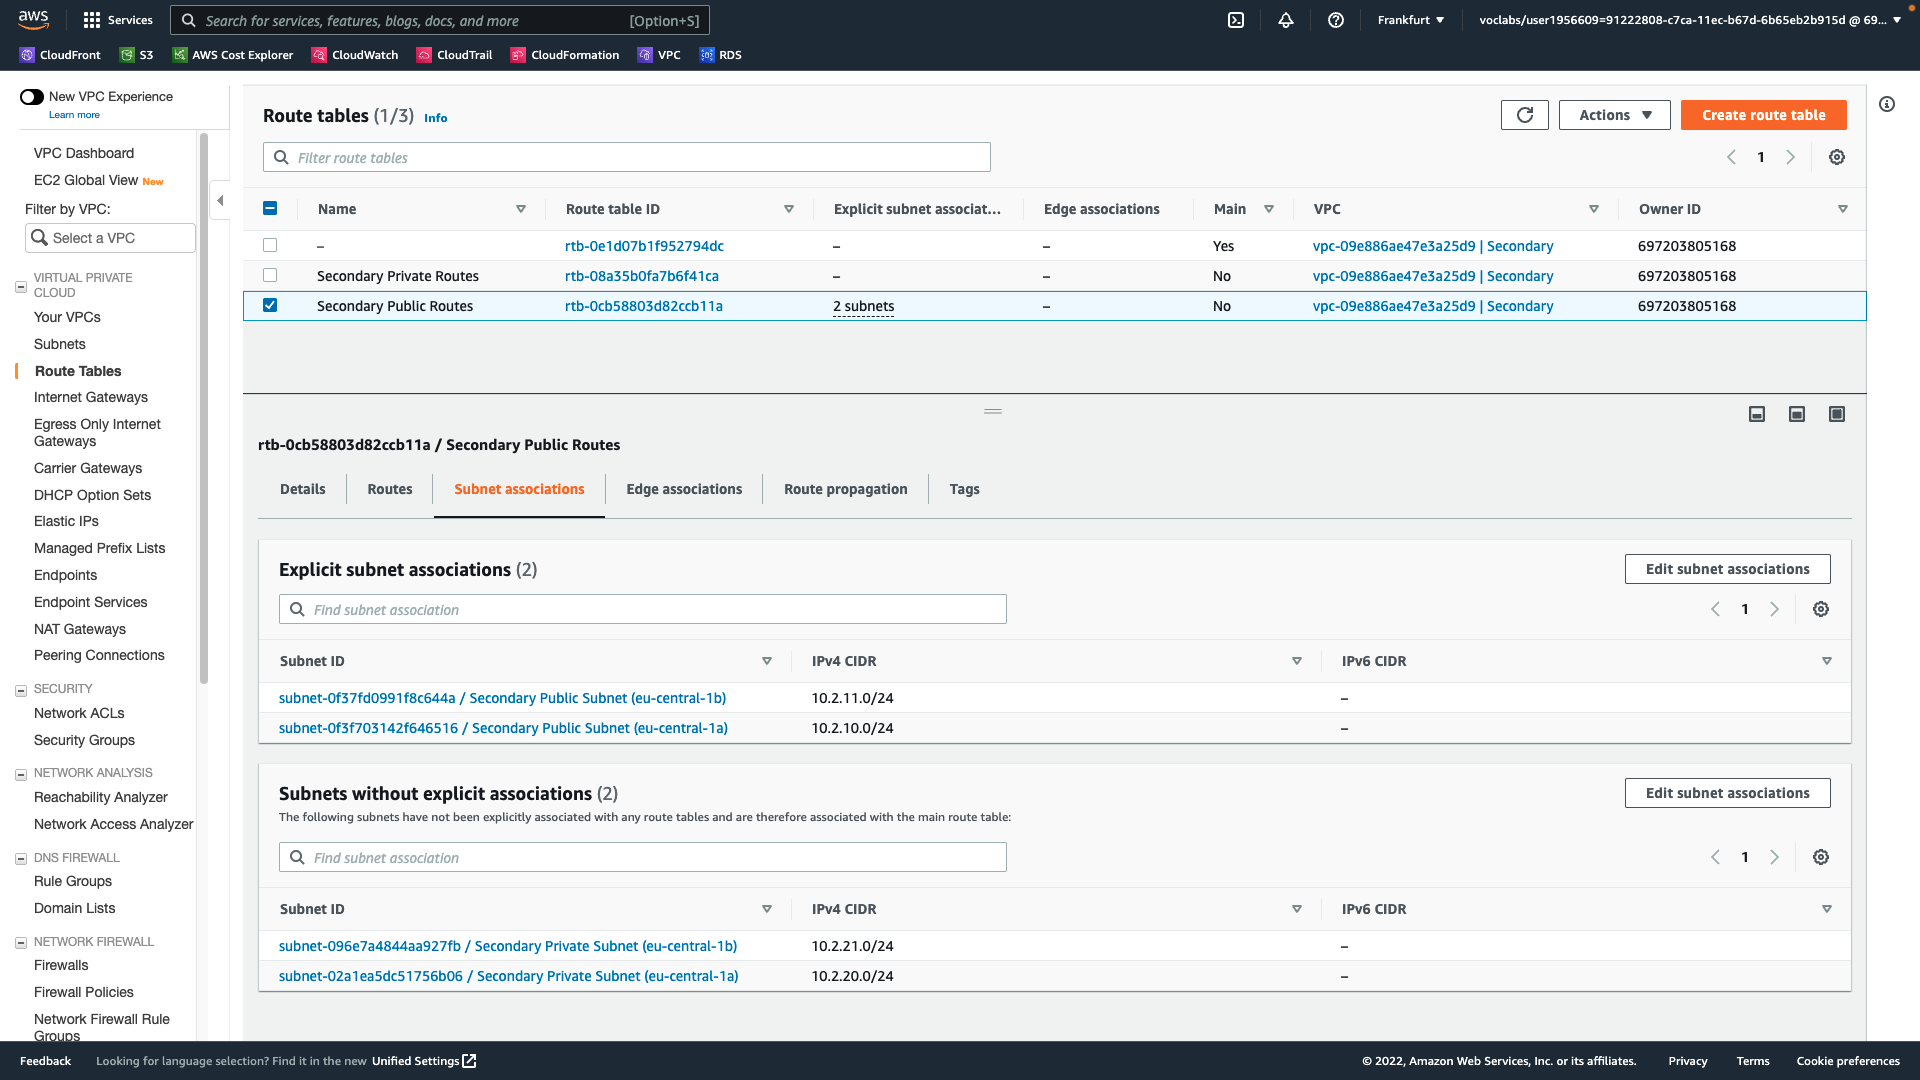 aws
Services
Search for services, features, blogs, docs, and more
[Option+S]
Frankfurt
voclabs/user1956609=91222808-c7ca-11ec-b67d-6b65eb2b915d @ 69...
CloudFront
S3
AWS Cost Explorer
CloudWatch
CloudTrail
CloudFormation
VPC
RDS
New VPC Experience
Learn more
VPC Dashboard
EC2 Global View New
Filter by VPC:
Select a VPC
VIRTUAL PRIVATE
CLOUD
Your VPCs
Subnets
Route Tables
Internet Gateways
Egress Only Internet
Gateways
Carrier Gateways
DHCP Option Sets
Elastic IPs
Managed Prefix Lists
Endpoints
Endpoint Services
NAT Gateways
Peering Connections
SECURITY
Network ACLs
Security Groups
NETWORK ANALYSIS
Reachability Analyzer
Network Access Analyzer
DNS FIREWALL
Rule Groups
Domain Lists
NETWORK FIREWALL
Firewalls
Firewall Policies
Network Firewall Rule
Groups
Route tables (1/3) Info
Actions
Create route table
Filter route tables
1
Name Route table ID Explicit subnet associat... Edge associations Main VPC Owner ID
– rtb-0e1d07b1f952794dc – – Yes vpc-09e886ae47e3a25d9 | Secondary 697203805168
Secondary Private Routes rtb-08a35b0fa7b6f41ca – – No vpc-09e886ae47e3a25d9 | Secondary 697203805168
Secondary Public Routes rtb-0cb58803d82ccb11a 2 subnets – No vpc-09e886ae47e3a25d9 | Secondary 697203805168
rtb-0cb58803d82ccb11a / Secondary Public Routes
Details Routes Subnet associations Edge associations Route propagation Tags
Explicit subnet associations (2)
Edit subnet associations
Find subnet association
1
Subnet ID IPv4 CIDR IPv6 CIDR
subnet-0f37fd0991f8c644a / Secondary Public Subnet (eu-central-1b) 10.2.11.0/24 –
subnet-0f3f703142f646516 / Secondary Public Subnet (eu-central-1a) 10.2.10.0/24 –
Subnets without explicit associations (2)
Edit subnet associations
The following subnets have not been explicitly associated with any route tables and are therefore associated with the main route table:
Find subnet association
1
Subnet ID IPv4 CIDR IPv6 CIDR
subnet-096e7a4844aa927fb / Secondary Private Subnet (eu-central-1b) 10.2.21.0/24 –
subnet-02a1ea5dc51756b06 / Secondary Private Subnet (eu-central-1a) 10.2.20.0/24 –
Feedback
Looking for language selection? Find it in the new Unified Settings
© 2022, Amazon Web Services, Inc. or its affiliates.
Privacy
Terms
Cookie preferences